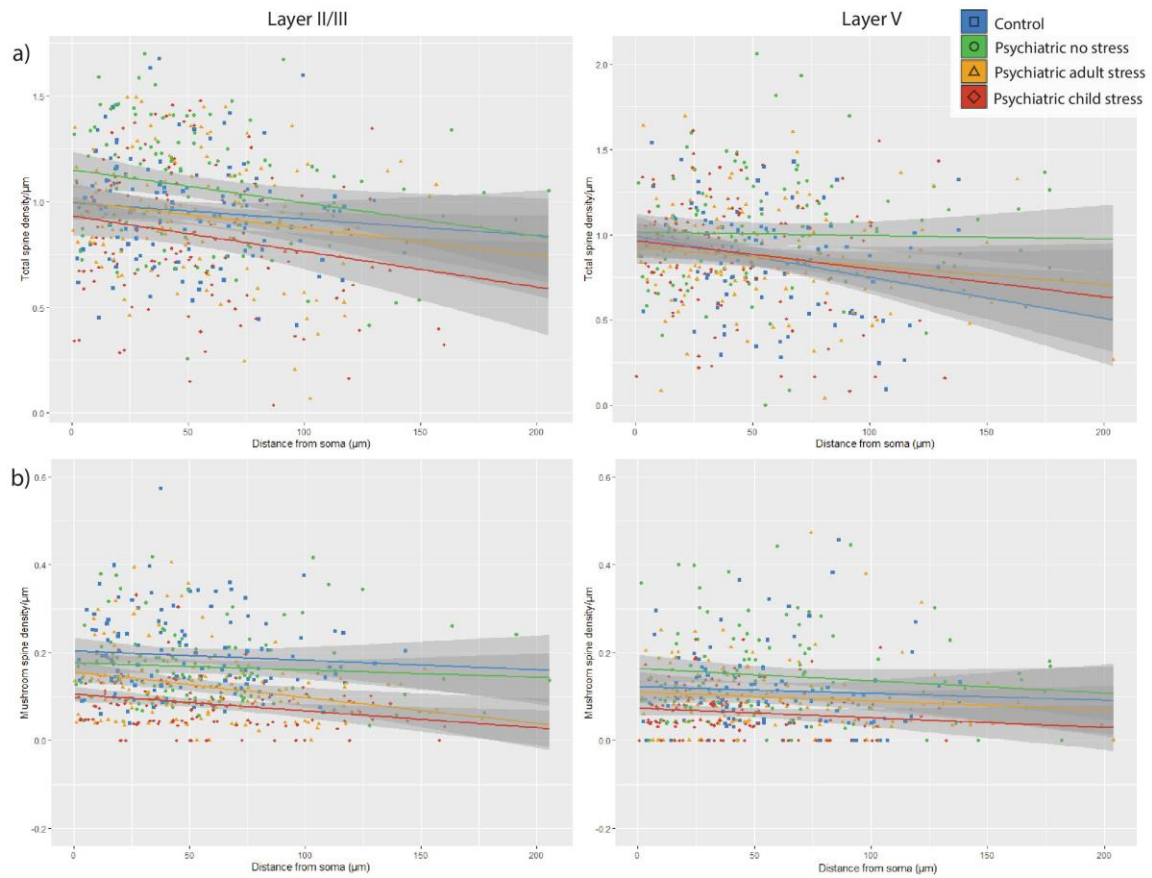 Layer II/III
Layer V
Control
Psychiatric no stress
Psychiatric adult stress
Psychiatric child stress
a)
Total spine density/µm
1.5
1.0
0.5
0.0
0
50
100
150
200
Distance from soma (µm)
Total spine density/µm
2.0
1.5
1.0
0.5
0.0
0
50
100
150
200
Distance from soma (µm)
b)
Mushroom spine density/µm
0.6
0.4
0.2
0.0
-0.2
0
50
100
150
200
Distance from soma (µm)
Mushroom spine density/µm
0.6
0.4
0.2
0.0
-0.2
0
50
100
150
200
Distance from soma (µm)